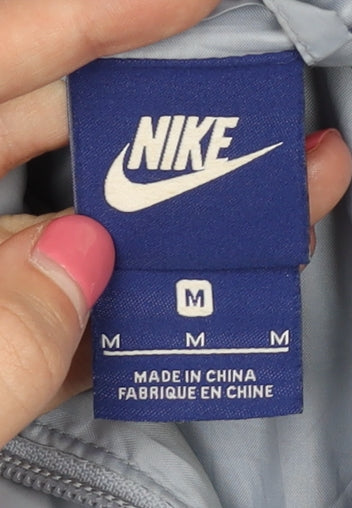 NIKE
M
M M M
MADE IN CHINA
FABRIQUE EN CHINE